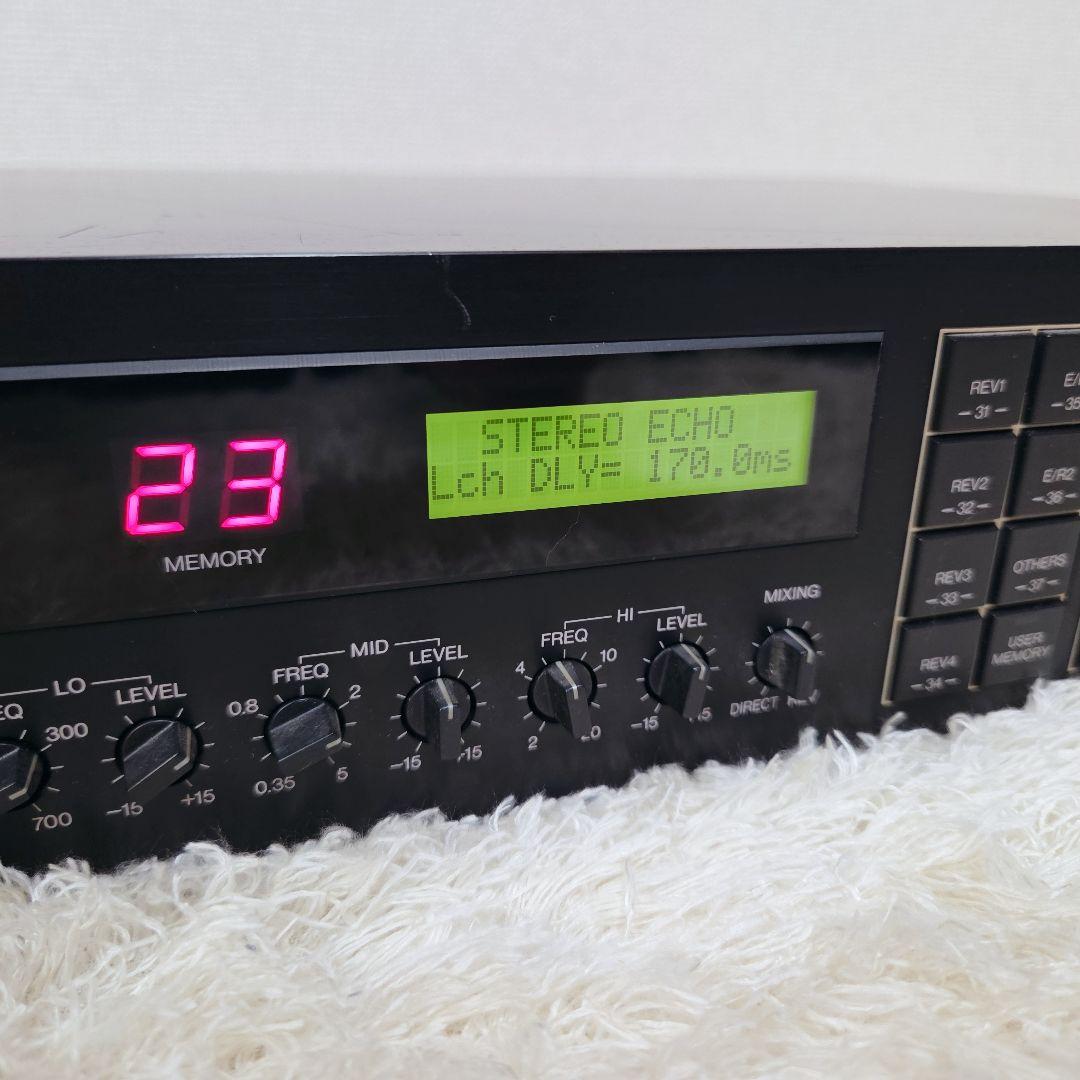 23
MEMORY
STEREO ECHO
Lch DLY= 170.0ms
REV1
-31-
REV2
-32-
E/R2
-36-
REV3
-33-
OTHERS
-37-
REV4
-34-
USER
MEMORY
LO
LEVEL
300
700
-15
+15
MID
FREQ
LEVEL
0.8
2
0.35
5
-15
HI
FREQ
LEVEL
4
10
2
-15
MIXING
DIRECT